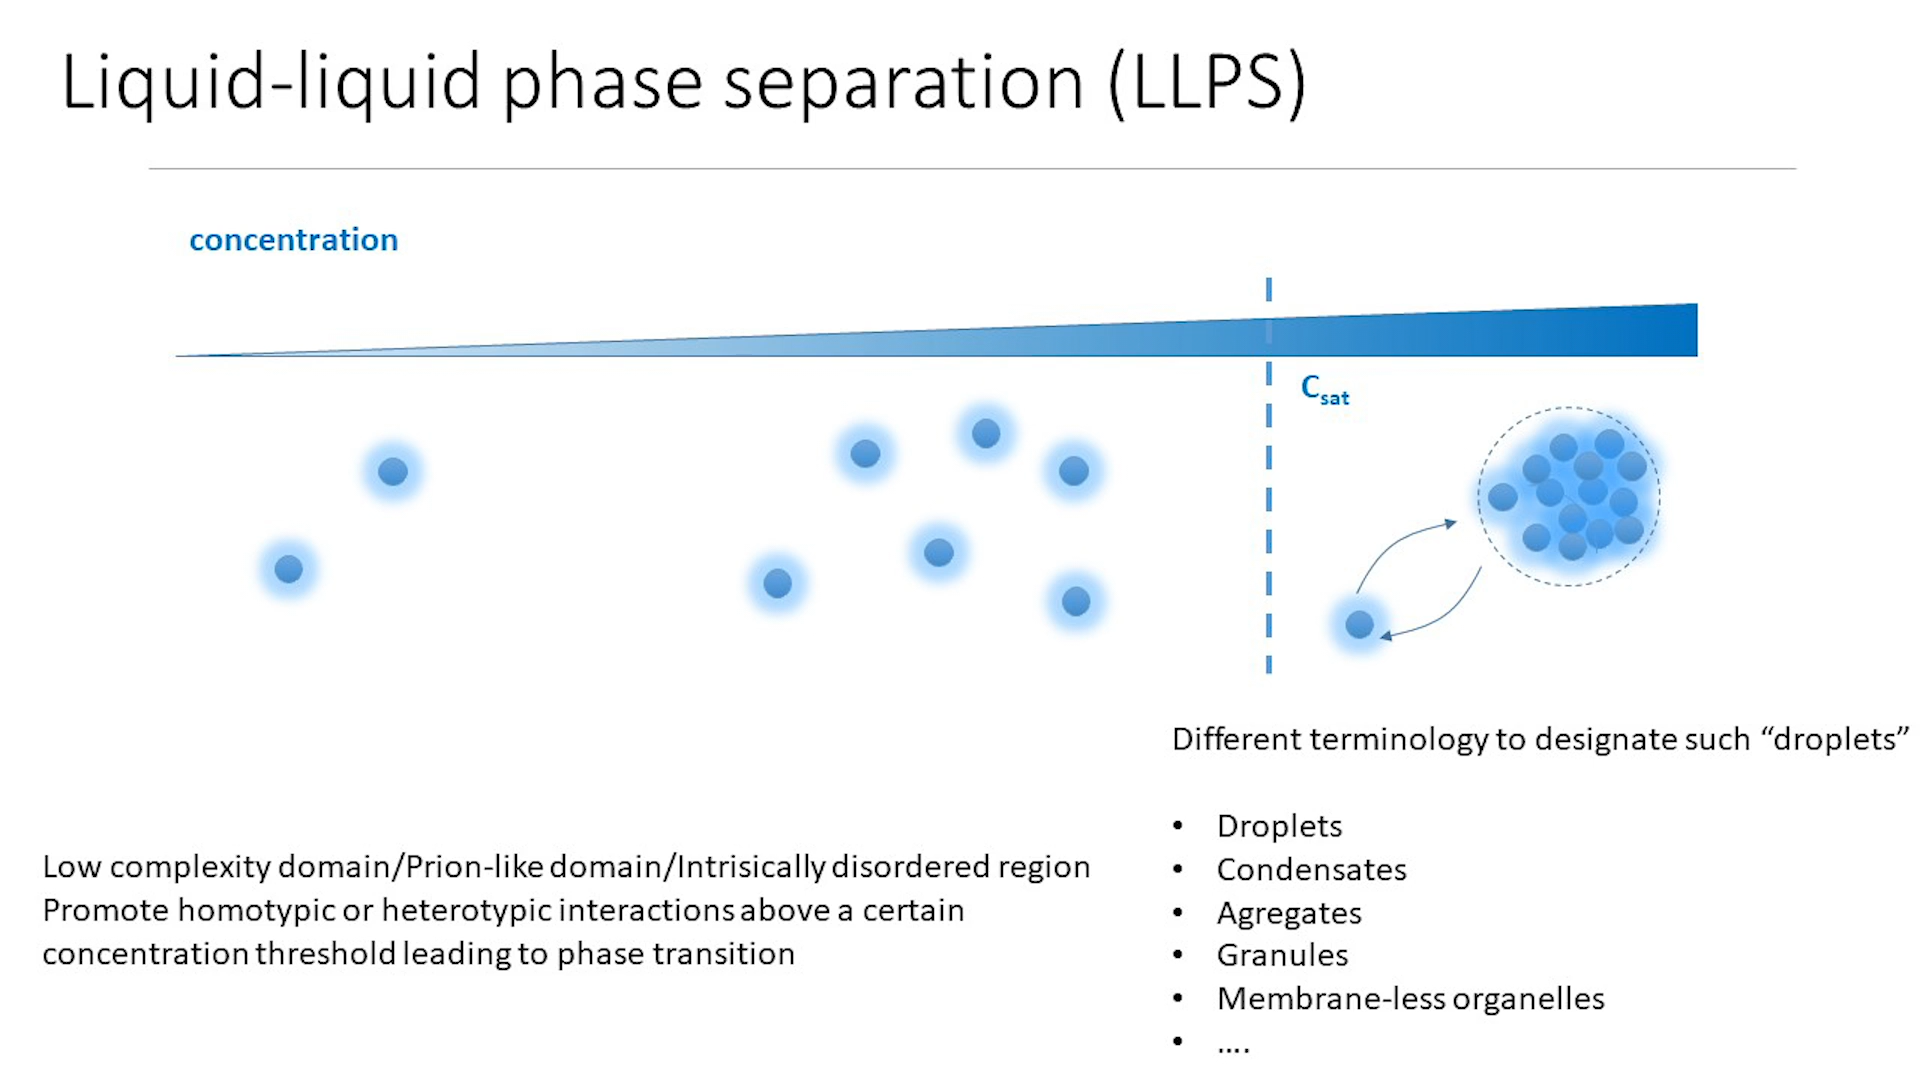 Liquid-liquid phase separation (LLPS)
concentration
Csat
Different terminology to designate such “droplets”
• Droplets
• Condensates
• Agregates
• Granules
• Membrane-less organelles
• ....
Low complexity domain/Prion-like domain/Intrisically disordered region
Promote homotypic or heterotypic interactions above a certain
concentration threshold leading to phase transition